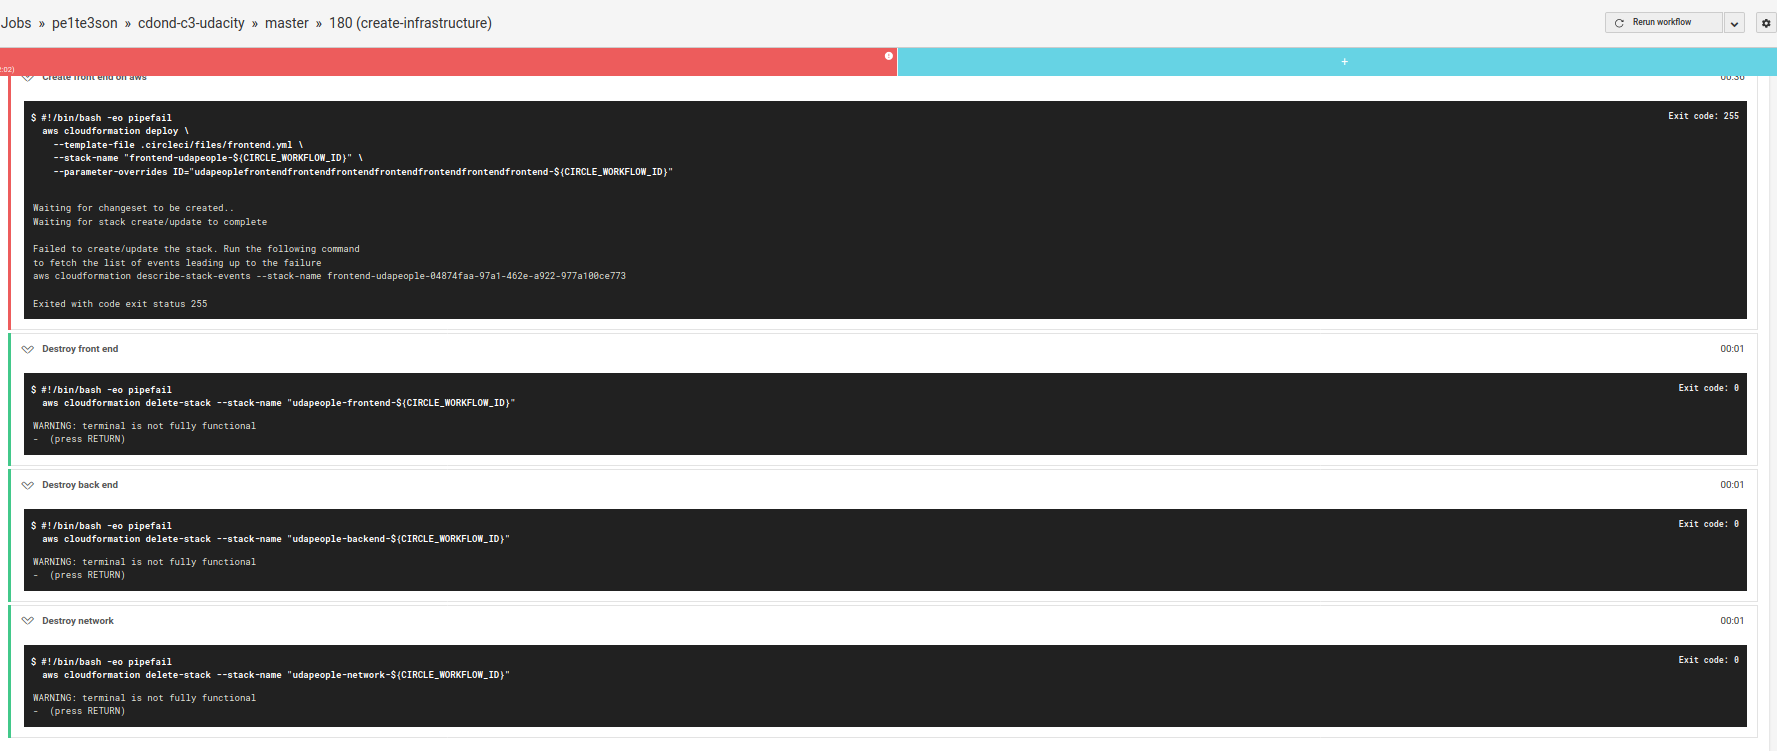 Jobs » pe1te3son » cdond-c3-udacity » master » 180 (create-infrastructure)
Rerun workflow
:02)
+
Create front end on aws
00:36
$ #!/bin/bash -eo pipefail
aws cloudformation deploy \
--template-file .circleci/files/frontend.yml \
--stack-name "frontend-udapeople-${CIRCLE_WORKFLOW_ID}" \
--parameter-overrides ID="udapeoplefrontendfrontendfrontendfrontendfrontendfrontendfrontend-${CIRCLE_WORKFLOW_ID}"
Exit code: 255
Waiting for changeset to be created..
Waiting for stack create/update to complete
Failed to create/update the stack. Run the following command
to fetch the list of events leading up to the failure
aws cloudformation describe-stack-events --stack-name frontend-udapeople-04874faa-97a1-462e-a922-977a100ce773
Exited with code exit status 255
Destroy front end
00:01
$ #!/bin/bash -eo pipefail
aws cloudformation delete-stack --stack-name "udapeople-frontend-${CIRCLE_WORKFLOW_ID}"
Exit code: 0
WARNING: terminal is not fully functional
- (press RETURN)
Destroy back end
00:01
$ #!/bin/bash -eo pipefail
aws cloudformation delete-stack --stack-name "udapeople-backend-${CIRCLE_WORKFLOW_ID}"
Exit code: 0
WARNING: terminal is not fully functional
- (press RETURN)
Destroy network
00:01
$ #!/bin/bash -eo pipefail
aws cloudformation delete-stack --stack-name "udapeople-network-${CIRCLE_WORKFLOW_ID}"
Exit code: 0
WARNING: terminal is not fully functional
- (press RETURN)